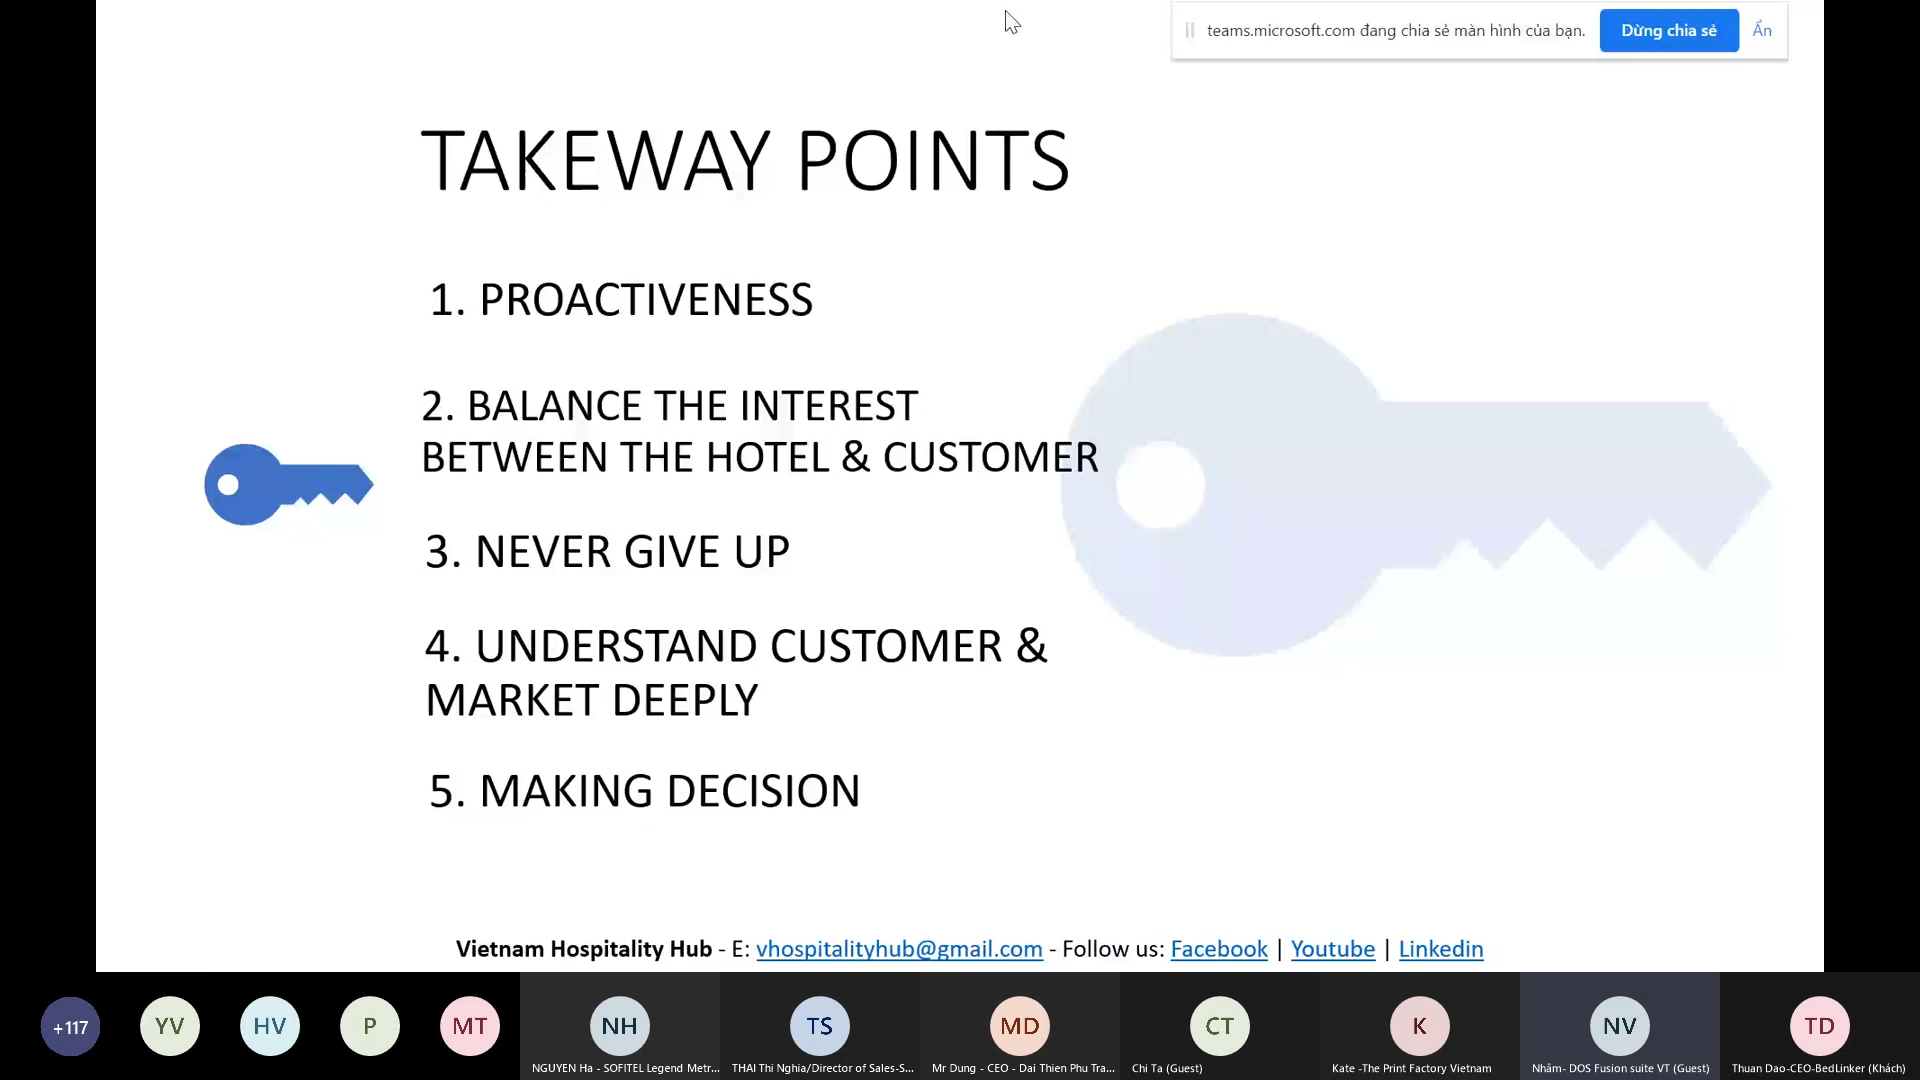 teams.microsoft.com đang chia sẻ màn hình của bạn.
Dừng chia sẻ
Ẩn
TAKEWAY POINTS
1. PROACTIVENESS
2. BALANCE THE INTEREST
BETWEEN THE HOTEL & CUSTOMER
3. NEVER GIVE UP
4. UNDERSTAND CUSTOMER &
MARKET DEEPLY
5. MAKING DECISION
Vietnam Hospitality Hub - E: vhospitalityhub@gmail.com - Follow us: Facebook | Youtube | Linkedin
+117
YV
HV
P
MT
NH
TS
MD
CT
K
NV
TD
NGUYEN Ha - SOFITEL Legend Metr...
THAI Thi Nghia/Director of Sales-S...
Mr Dung - CEO - Dai Thien Phu Tra...
Chi Ta (Guest)
Kate -The Print Factory Vietnam
Nhâm- DOS Fusion suite VT (Guest)
Thuan Dao-CEO-BedLinker (Khách)